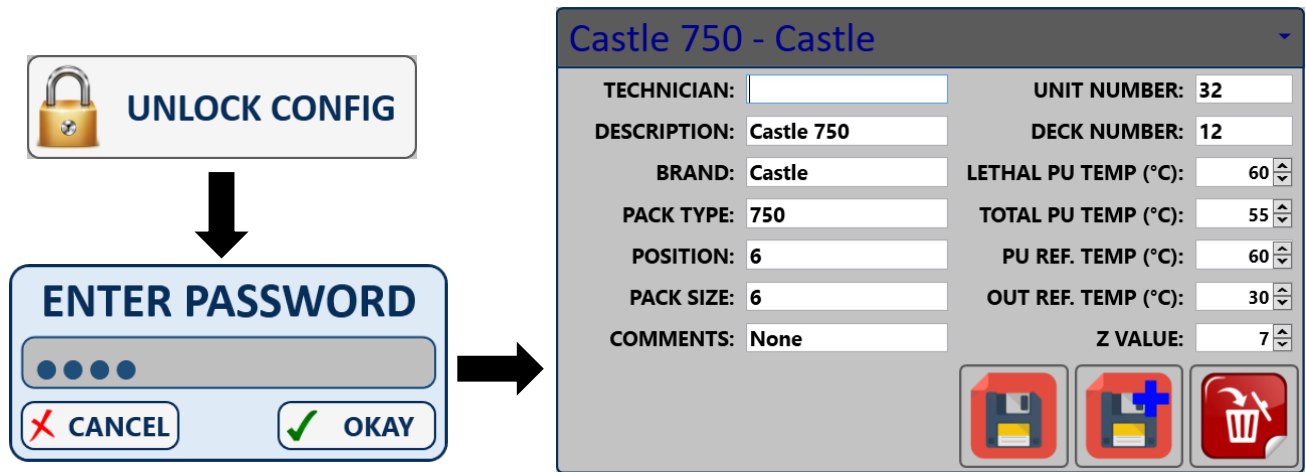 UNLOCK CONFIG
ENTER PASSWORD
CANCEL
OKAY
Castle 750 - Castle
TECHNICIAN:
UNIT NUMBER: 32
DESCRIPTION: Castle 750
DECK NUMBER: 12
BRAND: Castle
LETHAL PU TEMP (°C): 60
PACK TYPE: 750
TOTAL PU TEMP (°C): 55
POSITION: 6
PU REF. TEMP (°C): 60
PACK SIZE: 6
OUT REF. TEMP (°C): 30
COMMENTS: None
Z VALUE: 7